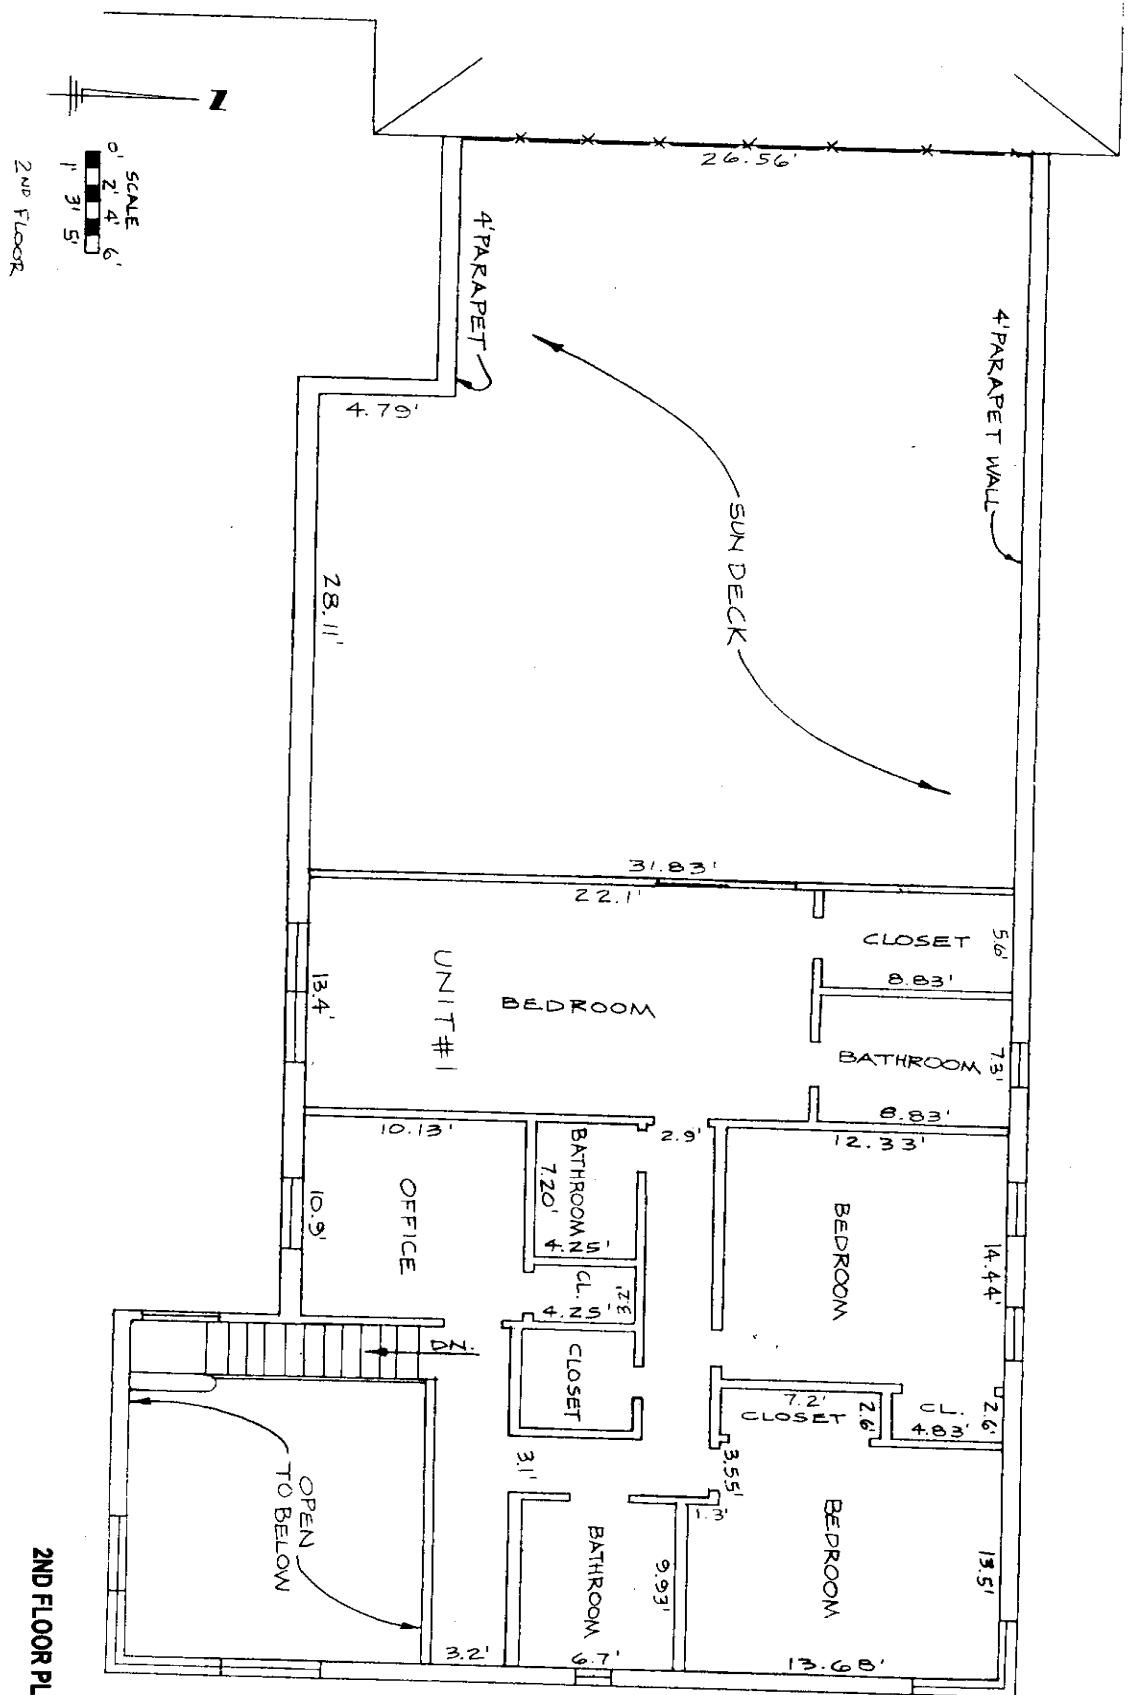 26.56'
N
SCALE
0' 2' 4' 6'
1' 3' 5'
2ND FLOOR
4' PARAPET
4' PARAPET WALL
4.79'
SUN DECK
28.11'
31.83'
22.1'
CLOSET
5.6'
8.83'
13.4'
UNIT #1
BEDROOM
BATHROOM
7.3'
8.83'
10.13'
2.9'
12.33'
BATHROOM
7.20'
4.25'
OFFICE
10.9'
BEDROOM
14.44'
CL.
3.2'
4.25'
DN.
CLOSET
7.2'
CLOSET
2.6'
CL.
4.83'
2.6'
3.1'
3.55'
1.3'
OPEN
TO BELOW
BATHROOM
9.93'
BEDROOM
13.5'
3.2'
6.7'
13.68'
2ND FLOOR PL